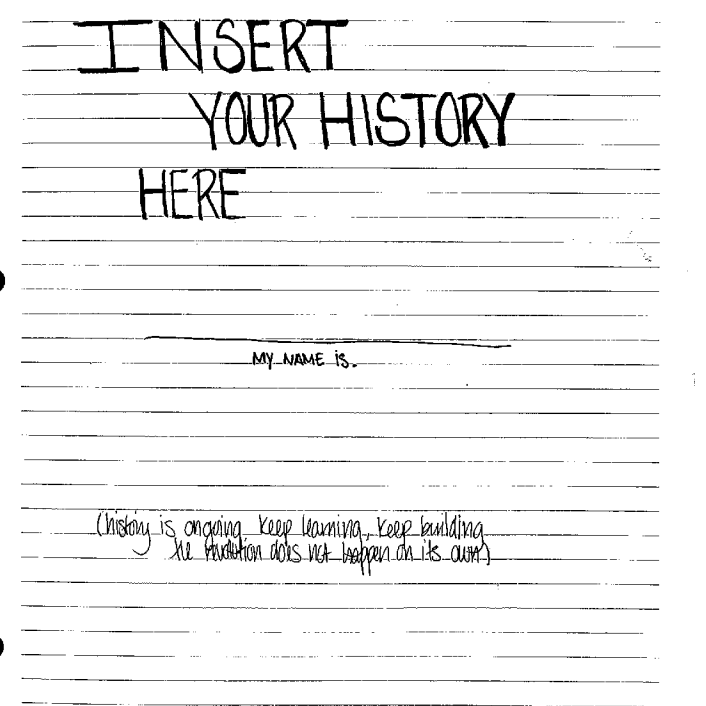 INSERT
YOUR HISTORY
HERE
MY NAME iS.
(history is ongoing keep learning, keep building
the revolution does not happen on its own)